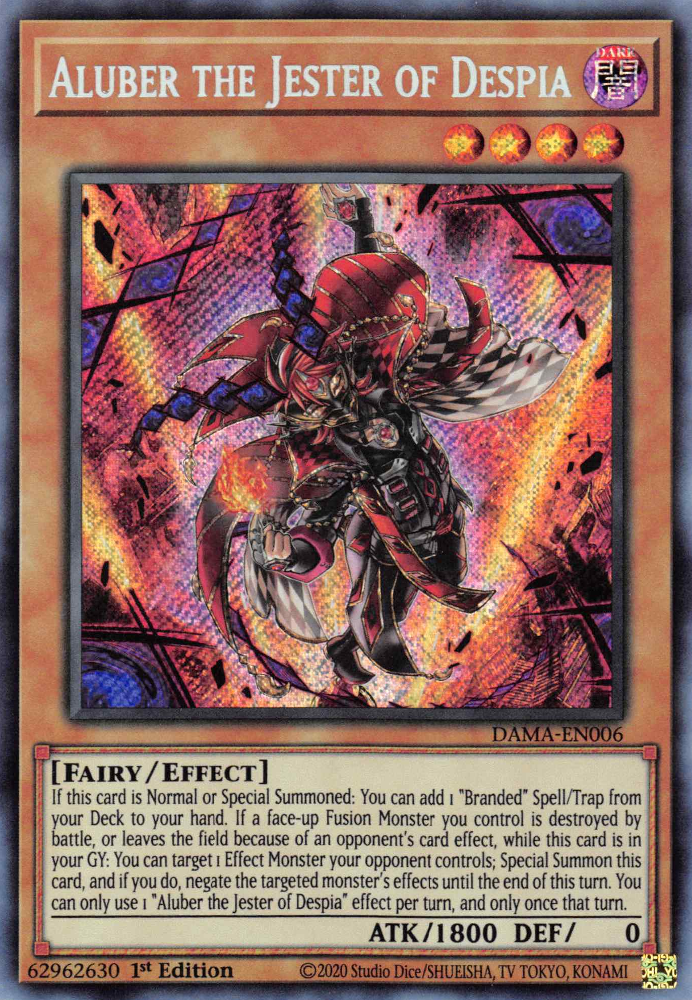 ALUBER THE JESTER OF DESPIA
DARK
闇
DAMA-EN006
[FAIRY/EFFECT]
If this card is Normal or Special Summoned: You can add 1 "Branded" Spell/Trap from
your Deck to your hand. If a face-up Fusion Monster you control is destroyed by
battle, or leaves the field because of an opponent's card effect, while this card is in
your GY: You can target 1 Effect Monster your opponent controls; Special Summon this
card, and if you do, negate the targeted monster's effects until the end of this turn. You
can only use 1 "Aluber the Jester of Despia" effect per turn, and only once that turn.
ATK/1800 DEF/ 0
62962630 1st Edition ©2020 Studio Dice/SHUEISHA, TV TOKYO, KONAMI